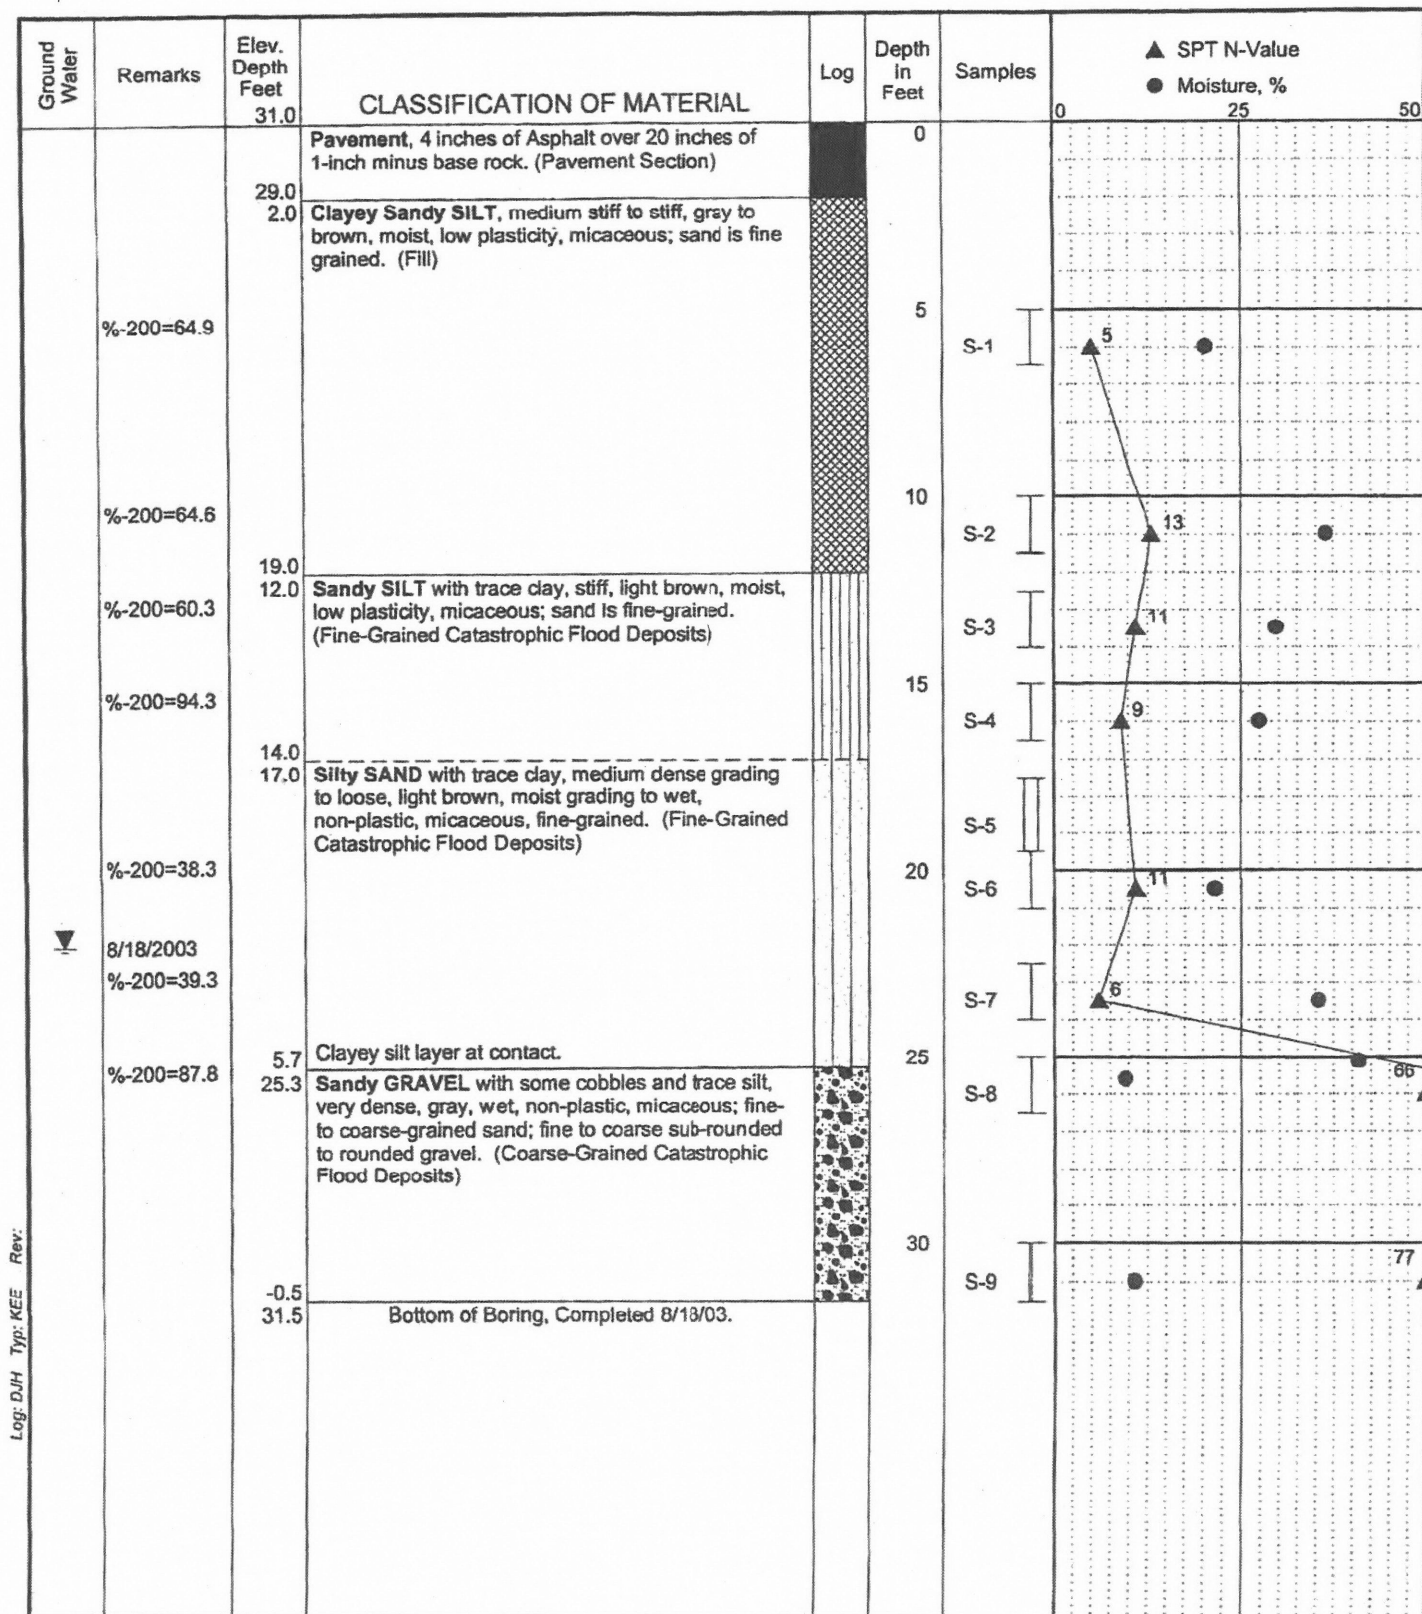 Ground Water
Remarks
Elev. Depth Feet
31.0
CLASSIFICATION OF MATERIAL
Log
Depth in Feet
Samples
▲ SPT N-Value
● Moisture, %
0 25 50
Pavement, 4 inches of Asphalt over 20 inches of
1-inch minus base rock. (Pavement Section)
0
29.0
2.0
Clayey Sandy SILT, medium stiff to stiff, gray to
brown, moist, low plasticity, micaceous; sand is fine
grained. (Fill)
5
%-200=64.9
S-1
5
10
%-200=64.6
S-2
13
19.0
12.0
Sandy SILT with trace clay, stiff, light brown, moist,
low plasticity, micaceous; sand is fine-grained.
(Fine-Grained Catastrophic Flood Deposits)
%-200=60.3
S-3
11
15
%-200=94.3
S-4
9
14.0
17.0
Silty SAND with trace clay, medium dense grading
to loose, light brown, moist grading to wet,
non-plastic, micaceous, fine-grained. (Fine-Grained
Catastrophic Flood Deposits)
S-5
%-200=38.3
20
S-6
11
8/18/2003
%-200=39.3
S-7
6
5.7
Clayey silt layer at contact.
25
%-200=87.8
25.3
Sandy GRAVEL with some cobbles and trace silt,
very dense, gray, wet, non-plastic, micaceous; fine-
to coarse-grained sand; fine to coarse sub-rounded
to rounded gravel. (Coarse-Grained Catastrophic
Flood Deposits)
S-8
66
30
S-9
77
-0.5
31.5
Bottom of Boring, Completed 8/18/03.
Log: DJH Typ: KEE Rev: